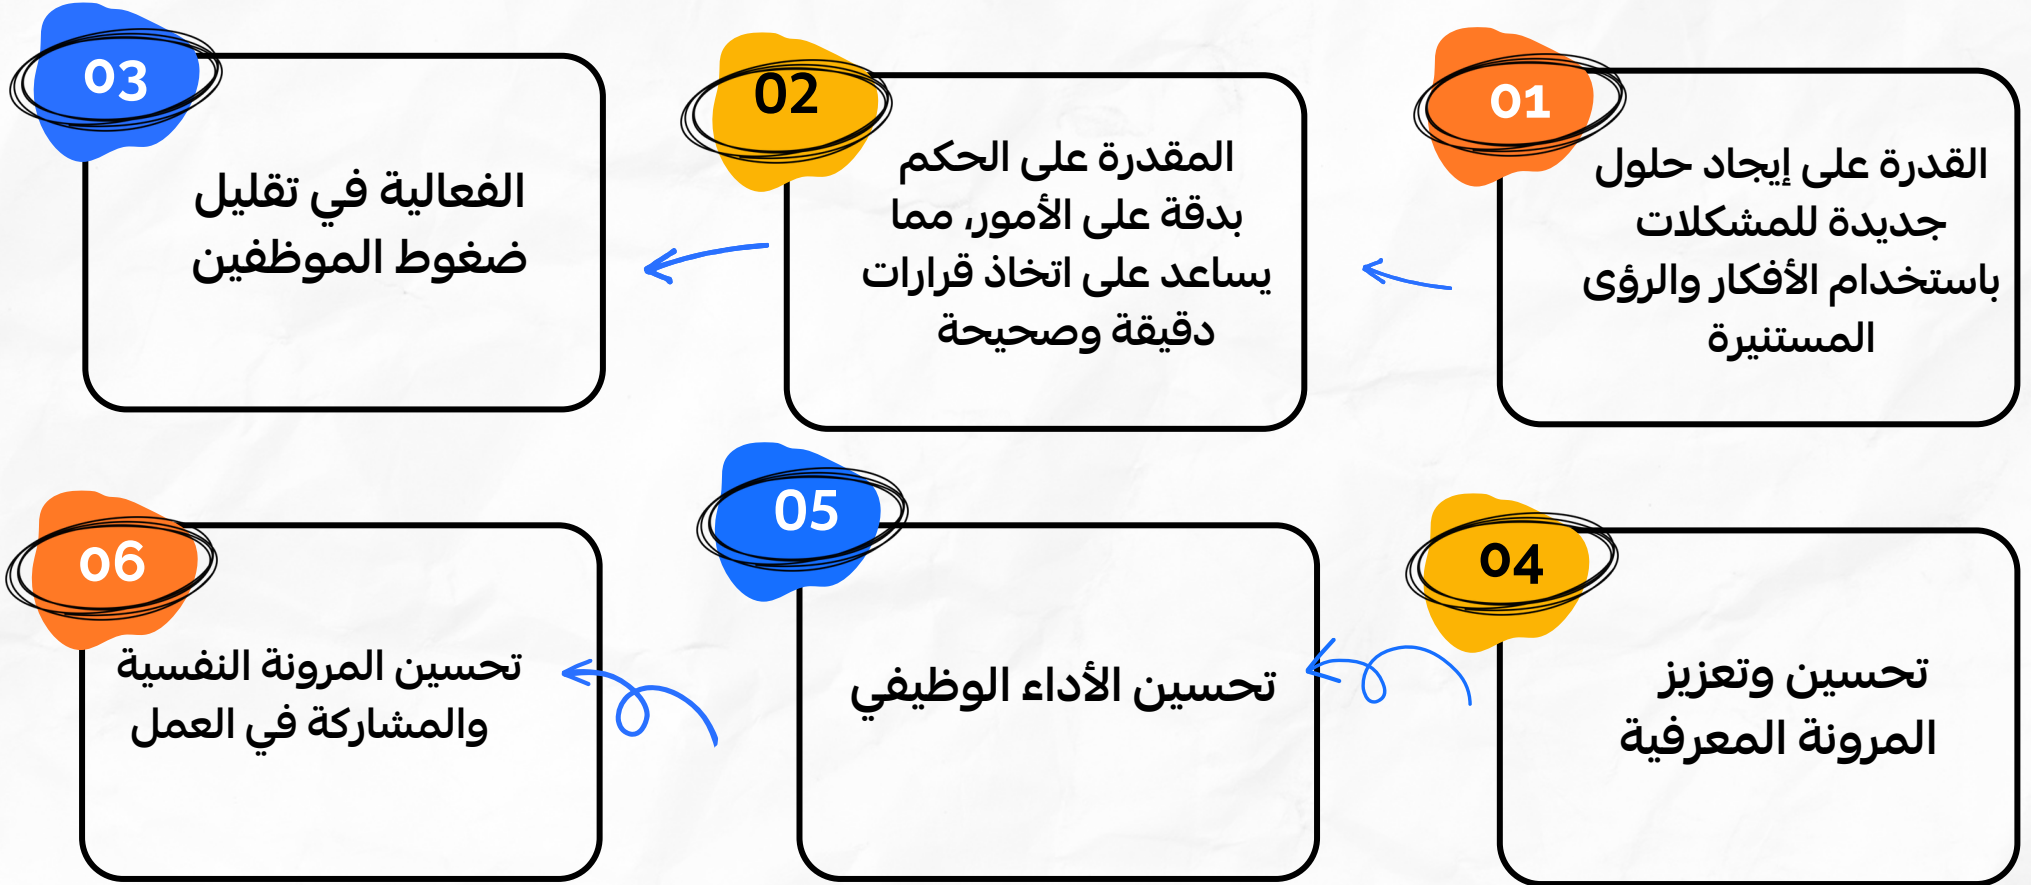 01
القدرة على إيجاد حلول
جديدة للمشكلات
باستخدام الأفكار والرؤى
المستنيرة
02
المقدرة على الحكم
بدقة على الأمور، مما
يساعد على اتخاذ قرارات
دقيقة وصحيحة
03
الفعالية في تقليل
ضغوط الموظفين
04
تحسين وتعزيز
المرونة المعرفية
05
تحسين الأداء الوظيفي
06
تحسين المرونة النفسية
والمشاركة في العمل